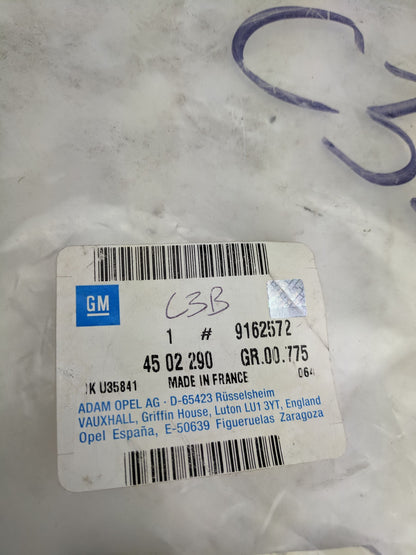 C3
GM
C3B
1 # 9162572
45 02 290 GR.00.775
K U35841 MADE IN FRANCE 064
ADAM OPEL AG · D-65423 Rüsselsheim
VAUXHALL, Griffin House, Luton LU1 3YT, England
Opel España, E-50639 Figueruelas Zaragoza